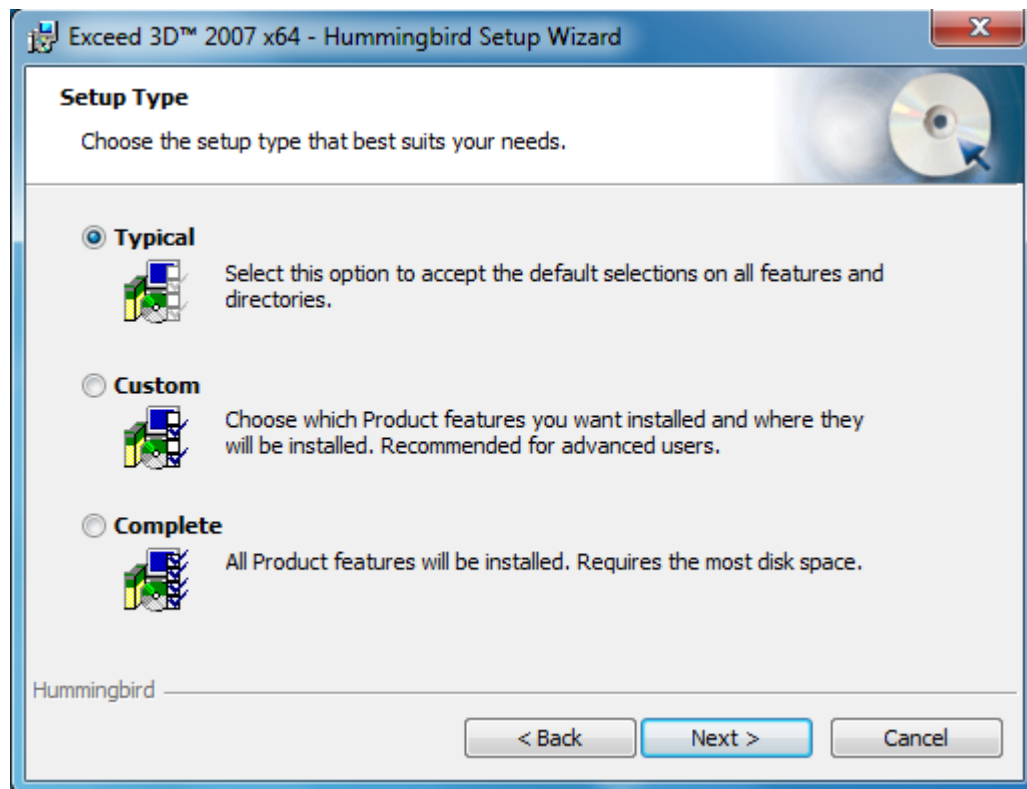 Exceed 3D™ 2007 x64 - Hummingbird Setup Wizard
Setup Type
Choose the setup type that best suits your needs.
Typical
Select this option to accept the default selections on all features and
directories.
Custom
Choose which Product features you want installed and where they
will be installed. Recommended for advanced users.
Complete
All Product features will be installed. Requires the most disk space.
Hummingbird
< Back
Next >
Cancel